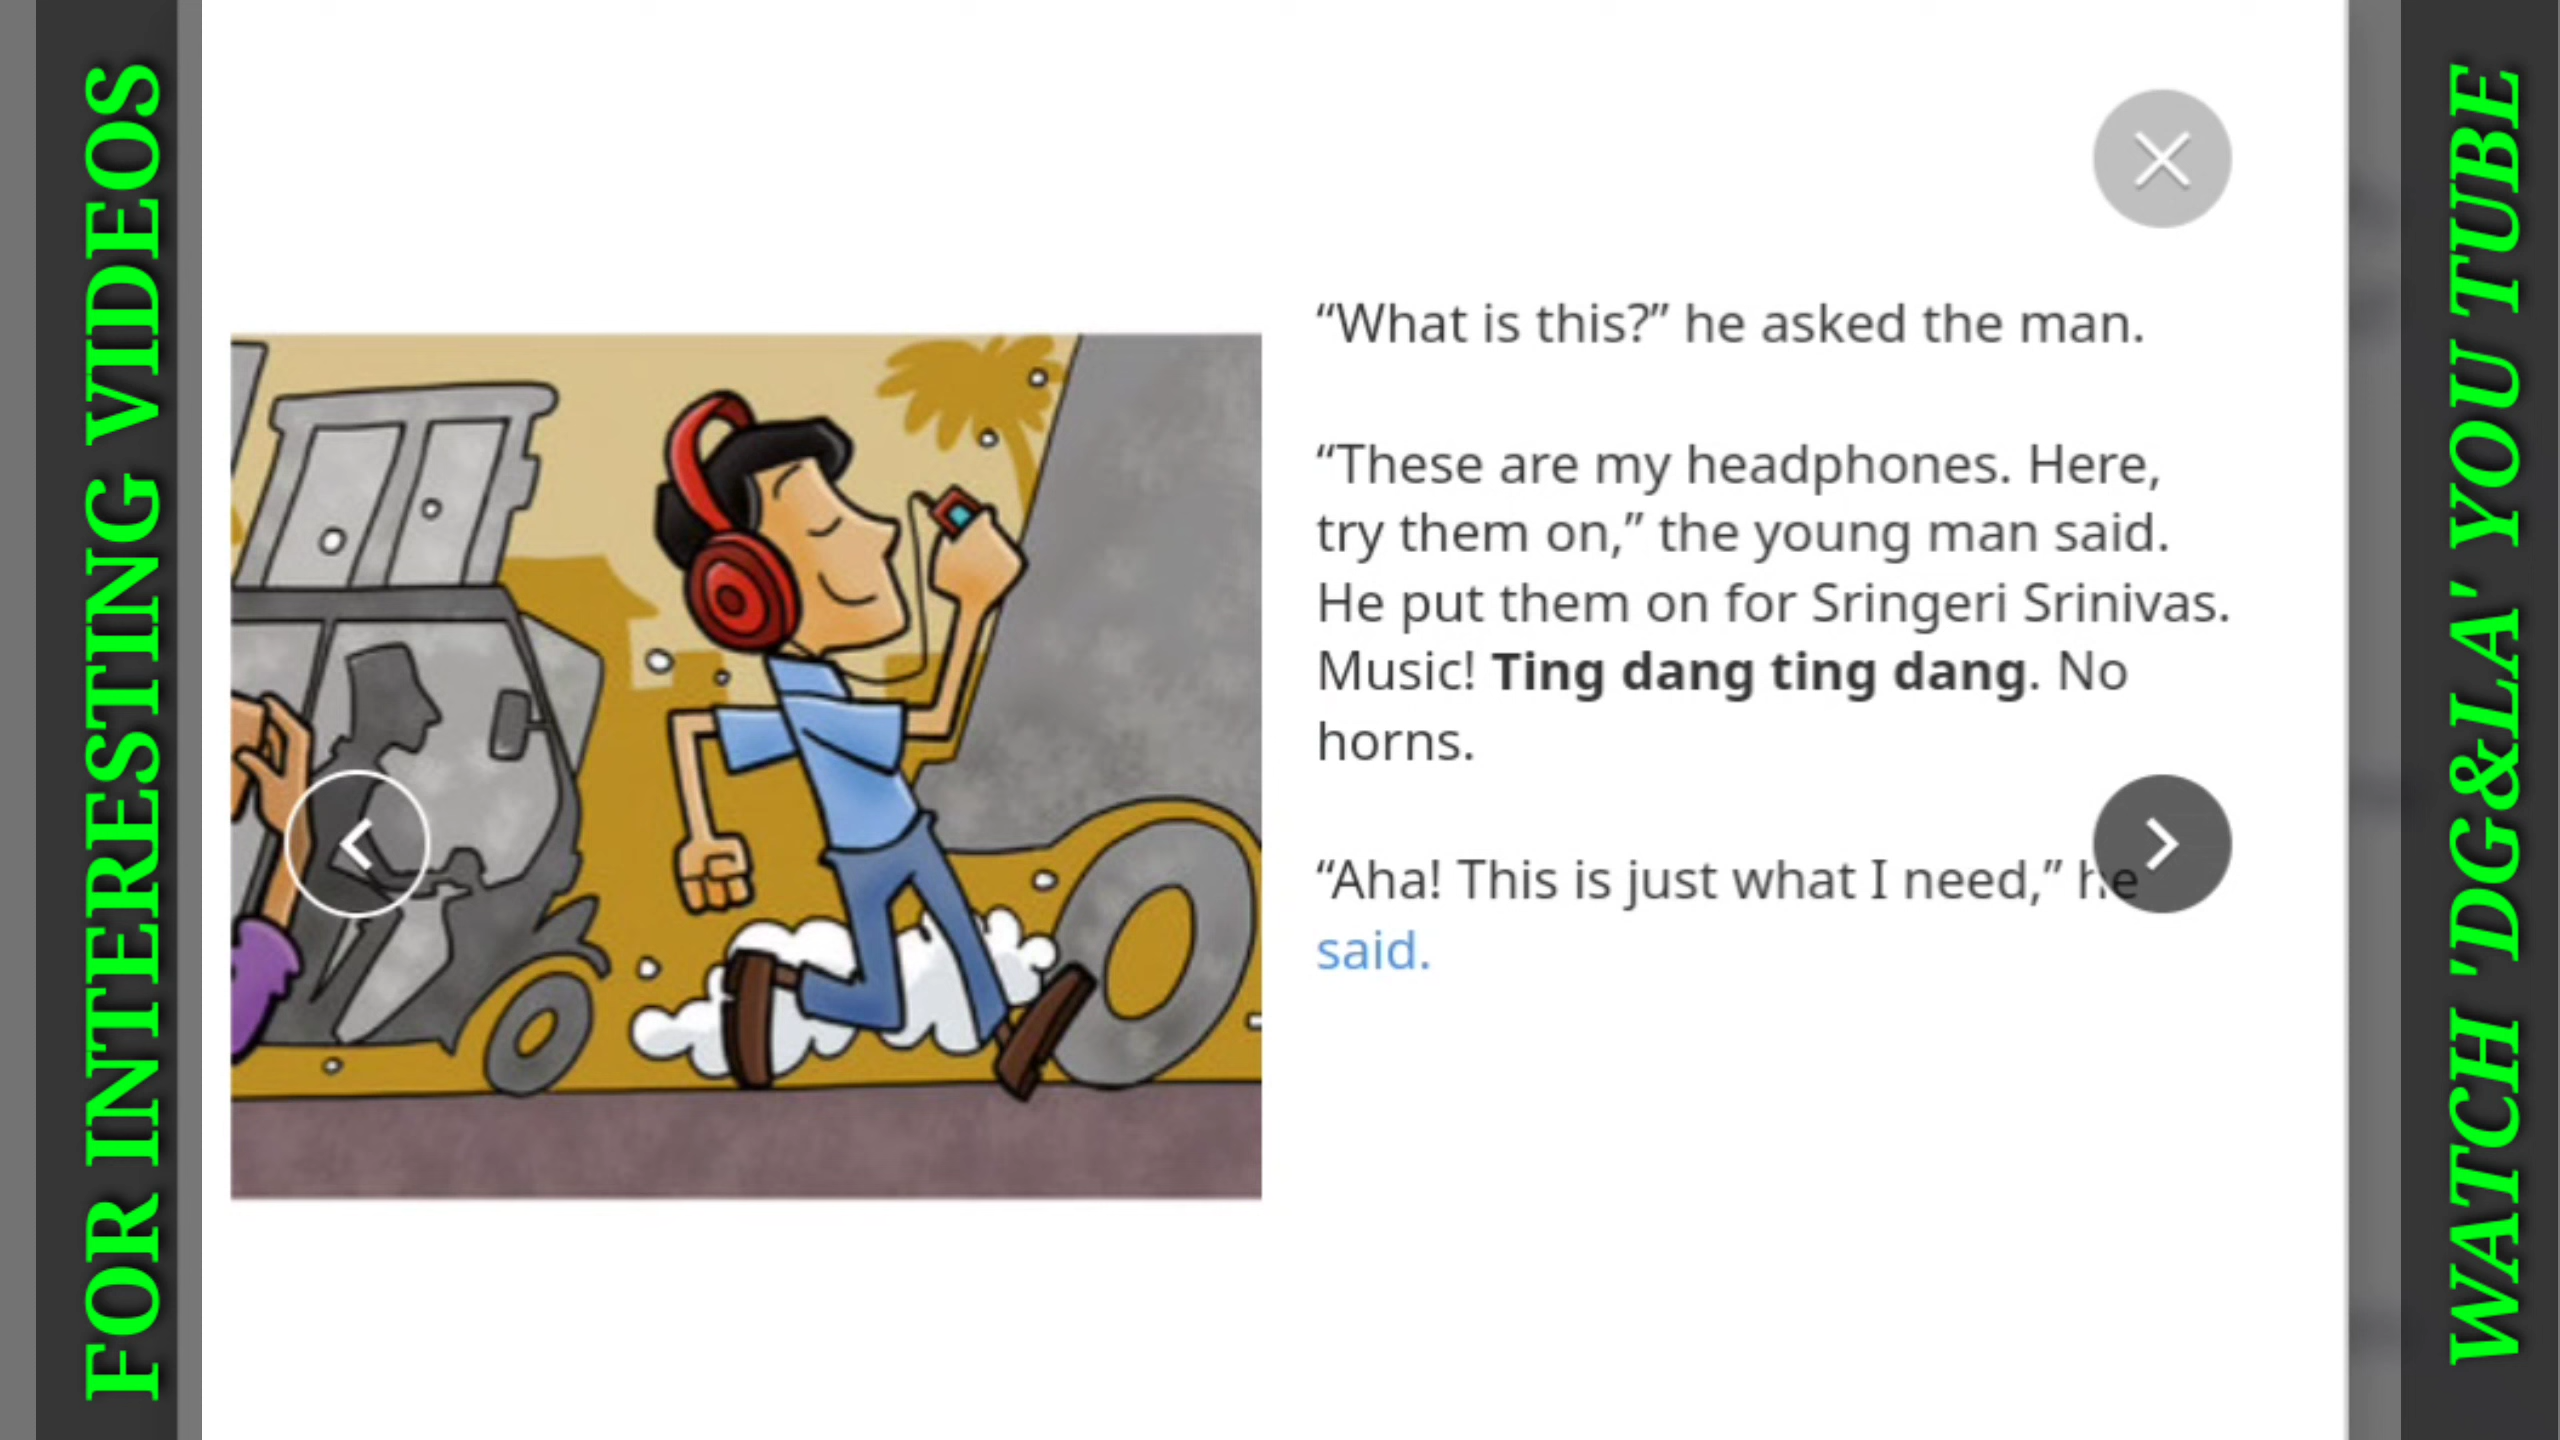 FOR INTERESTING VIDEOS
“What is this?” he asked the man.
“These are my headphones. Here,
try them on,” the young man said.
He put them on for Sringeri Srinivas.
Music! Ting dang ting dang. No
horns.
“Aha! This is just what I need,” he
said.
WATCH 'DG&LA' YOU TUBE